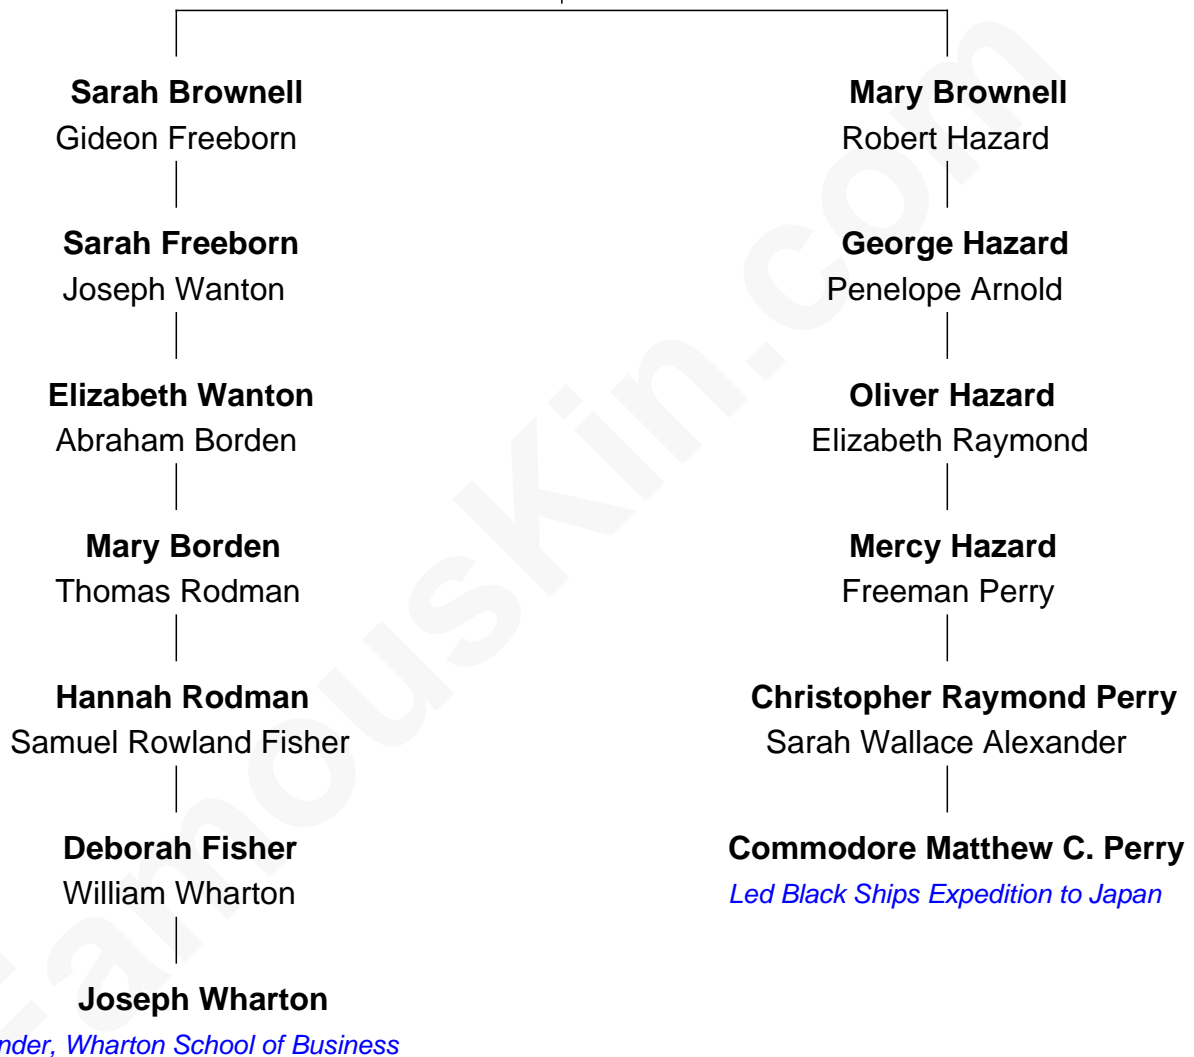 Sarah Brownell
Gideon Freeborn
Mary Brownell
Robert Hazard
Sarah Freeborn
Joseph Wanton
George Hazard
Penelope Arnold
Elizabeth Wanton
Abraham Borden
Oliver Hazard
Elizabeth Raymond
Mary Borden
Thomas Rodman
Mercy Hazard
Freeman Perry
Hannah Rodman
Samuel Rowland Fisher
Christopher Raymond Perry
Sarah Wallace Alexander
Deborah Fisher
William Wharton
Commodore Matthew C. Perry
Led Black Ships Expedition to Japan
Joseph Wharton
nder, Wharton School of Business
FamousKin.com